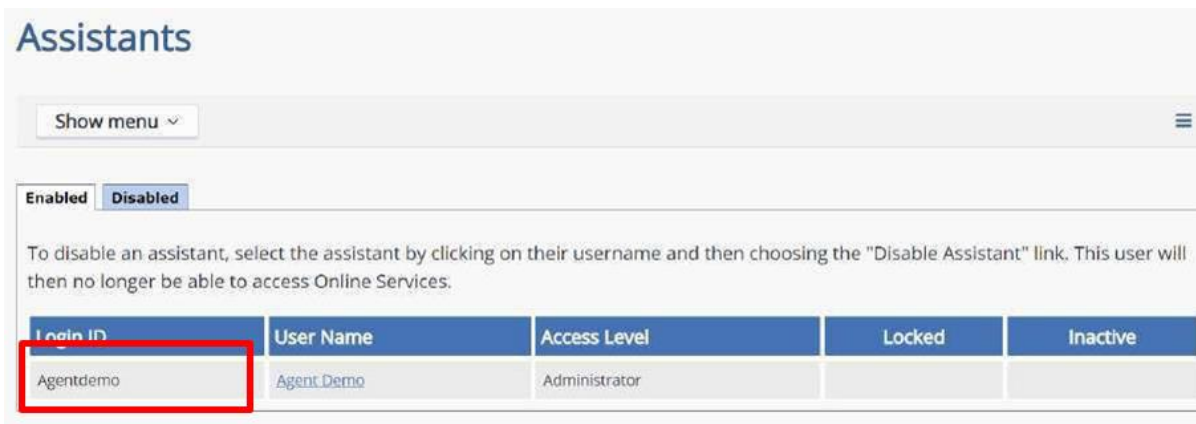 Assistants
Show menu
Enabled Disabled
To disable an assistant, select the assistant by clicking on their username and then choosing the "Disable Assistant" link. This user will
then no longer be able to access Online Services.
Login ID User Name Access Level Locked Inactive
Agentdemo Agent Demo Administrator